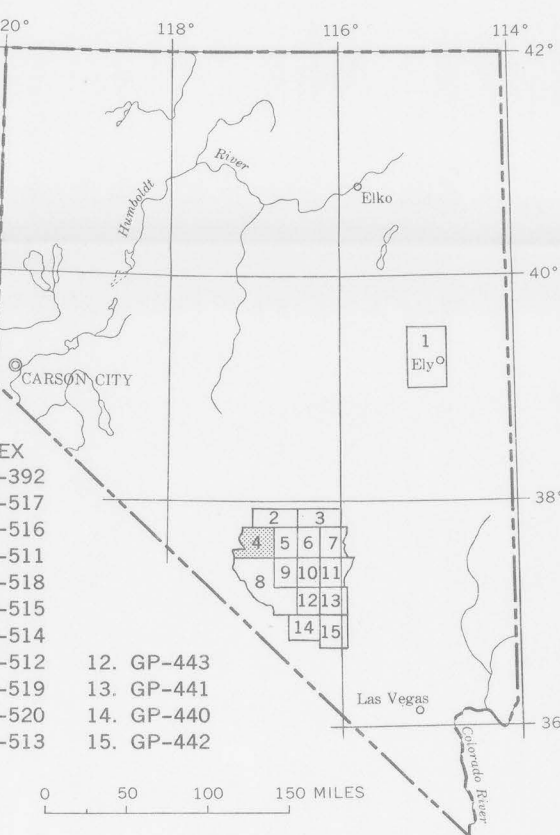 20° 118° 116° 114°
42°
Humboldt River
Elko
40°
1
Ely
CARSON CITY
38°
2 3
4 5 6 7
8 9 10 11
12 13
14 15
EX
-392
-517
-516
-511
-518
-515
-514
-512 12. GP-443
-519 13. GP-441
-520 14. GP-440
-513 15. GP-442
Las Vegas
36
Colorado River
0 50 100 150 MILES